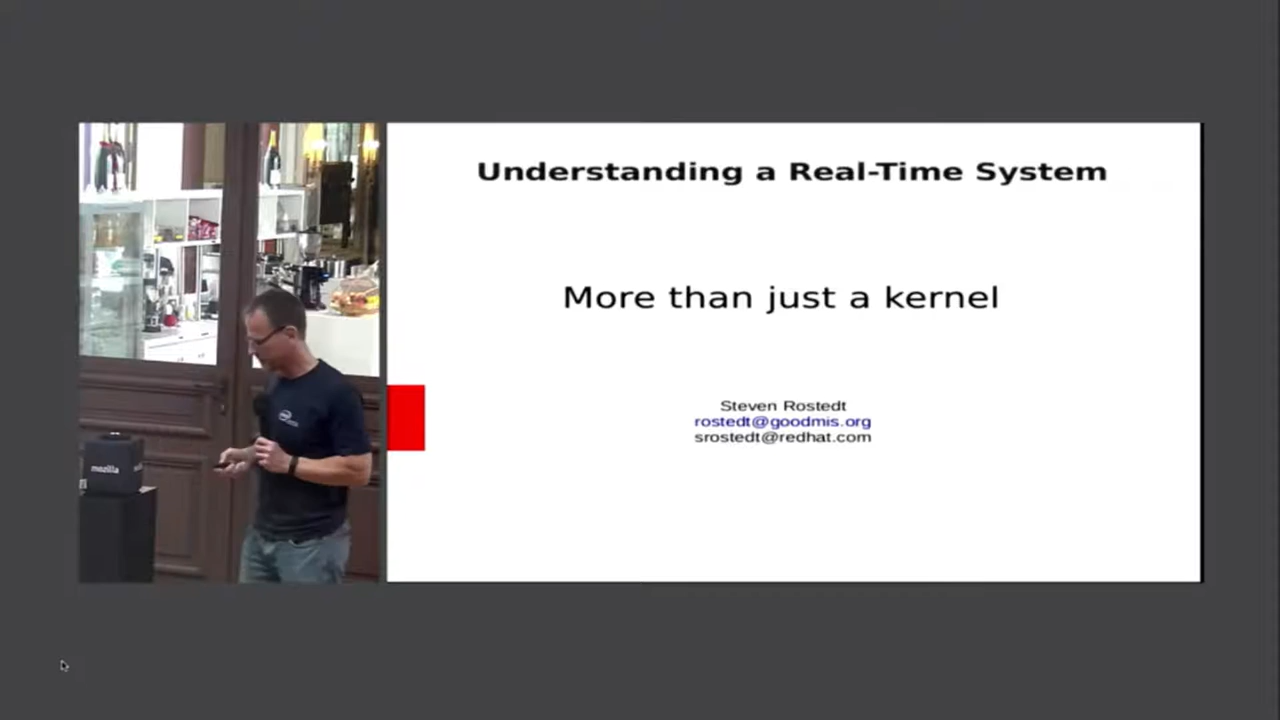 Understanding a Real-Time System
More than just a kernel
Steven Rostedt
rostedt@goodmis.org
srostedt@redhat.com
mozilla